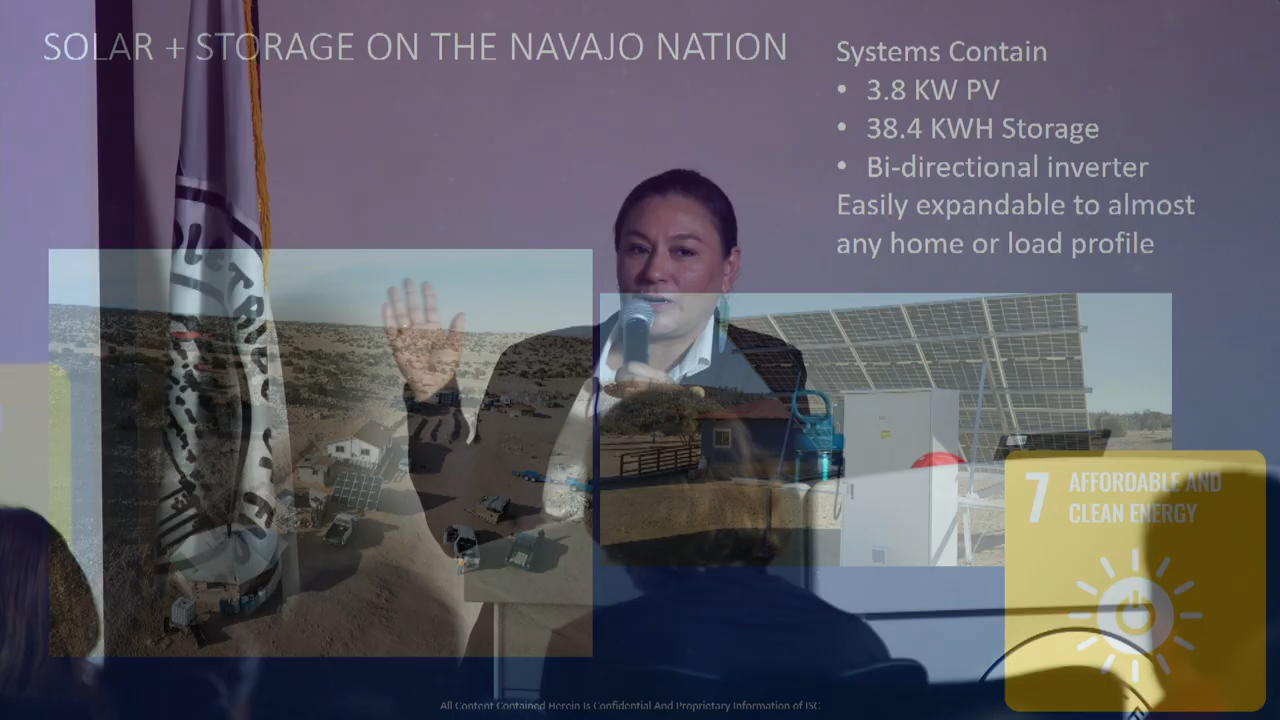 SOLAR + STORAGE ON THE NAVAJO NATION
Systems Contain
• 3.8 KW PV
• 38.4 KWH Storage
• Bi-directional inverter
Easily expandable to almost
any home or load profile
7 AFFORDABLE AND
CLEAN ENERGY
All Content Contained Herein Is Confidential And Proprietary Information of ISC